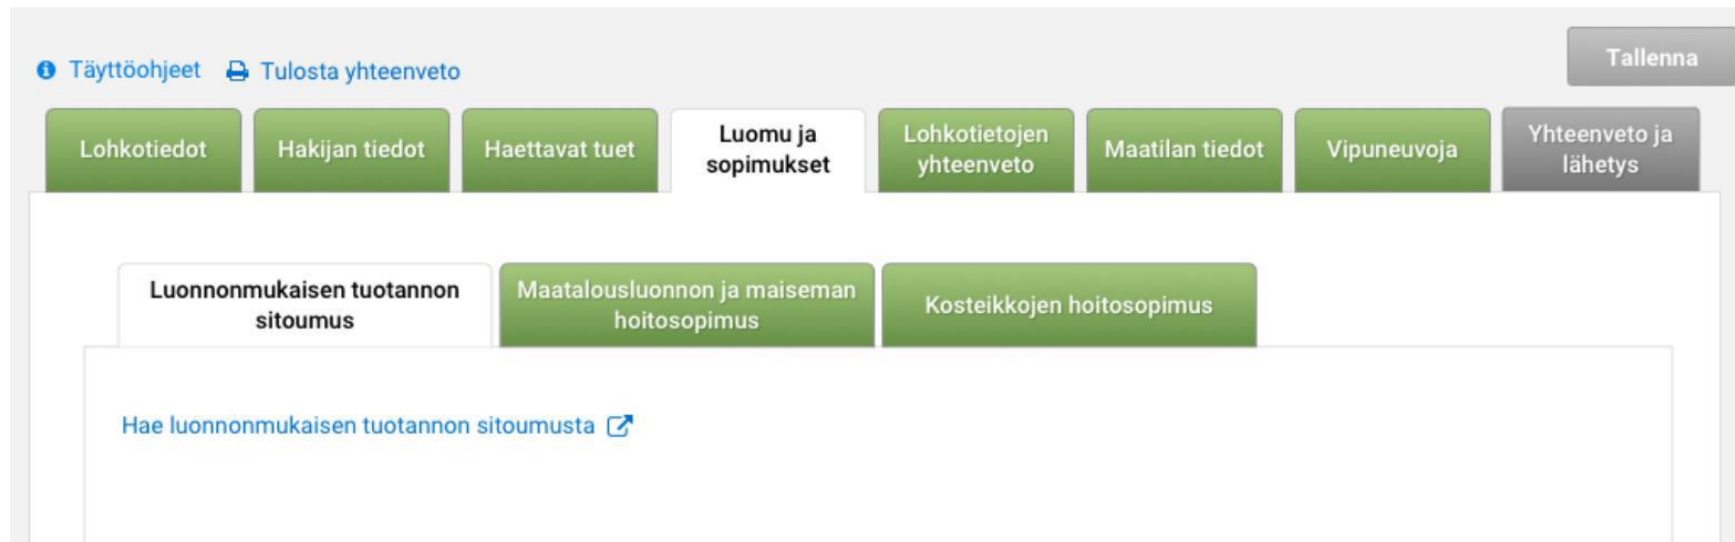 Täyttöohjeet Tulosta yhteenveto
Tallenna
Lohkotiedot
Hakijan tiedot
Haettavat tuet
Luomu ja
sopimukset
Lohkotietojen
yhteenveto
Maatilan tiedot
Vipuneuvoja
Yhteenveto ja
lähetys
Luonnonmukaisen tuotannon
sitoumus
Maatalousluonnon ja maiseman
hoitosopimus
Kosteikkojen hoitosopimus
Hae luonnonmukaisen tuotannon sitoumusta